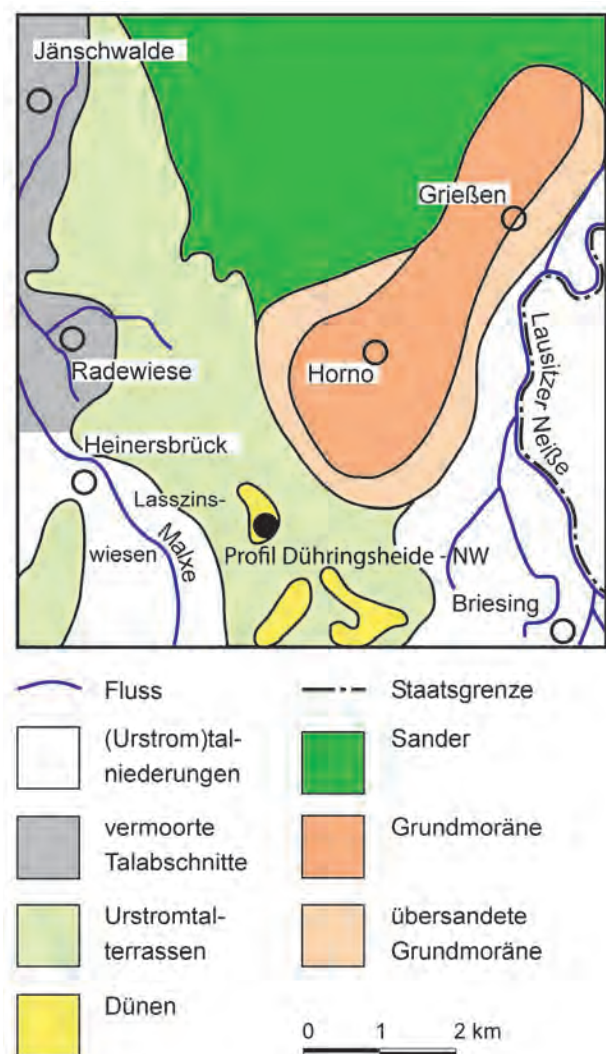 Jänschwalde
Grießen
Radewiese
Horno
Lausitzer Neiße
Heinersbrück
Lasszins-
wiesen
Malxe
Profil Dühringsheide - NW
Briesing
Fluss
Staatsgrenze
(Urstrom)tal-
niederungen
Sander
vermoorte
Talabschnitte
Grundmoräne
Urstromtal-
terrassen
übersandete
Grundmoräne
Dünen
0 1 2 km